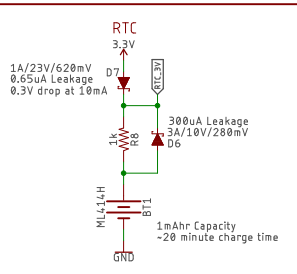 RTC
3.3V
1A/23V/620mV
0.65uA Leakage
0.3V drop at 10mA
D7
RTC_3V
300uA Leakage
3A/10V/280mV
D6
1k
R8
ML414H
BT1
1mAhr Capacity
~20 minute charge time
GND